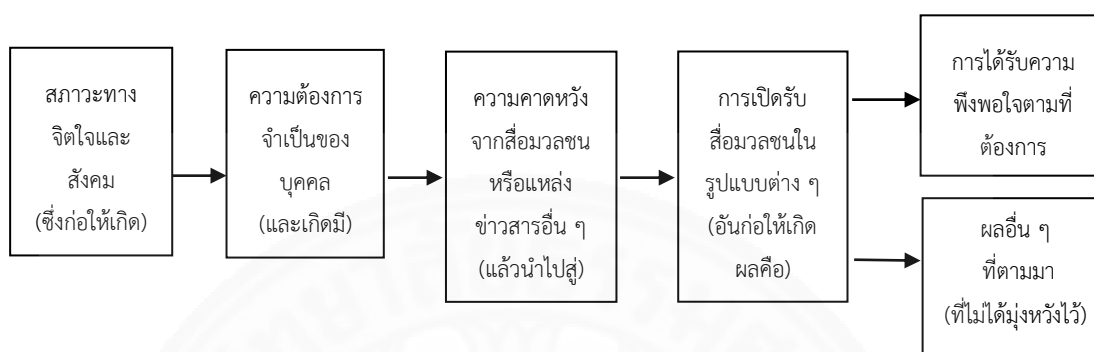 สภาวะทาง
จิตใจและ
สังคม
(ซึ่งก่อให้เกิด)
ความต้องการ
จำเป็นของ
บุคคล
(และเกิดมี)
ความคาดหวัง
จากสื่อมวลชน
หรือแหล่ง
ข่าวสารอื่น ๆ
(แล้วนำไปสู่)
การเปิดรับ
สื่อมวลชนใน
รูปแบบต่าง ๆ
(อันก่อให้เกิด
ผลคือ)
การได้รับความ
พึงพอใจตามที่
ต้องการ
ผลอื่น ๆ
ที่ตามมา
(ที่ไม่ได้มุ่งหวังไว้)